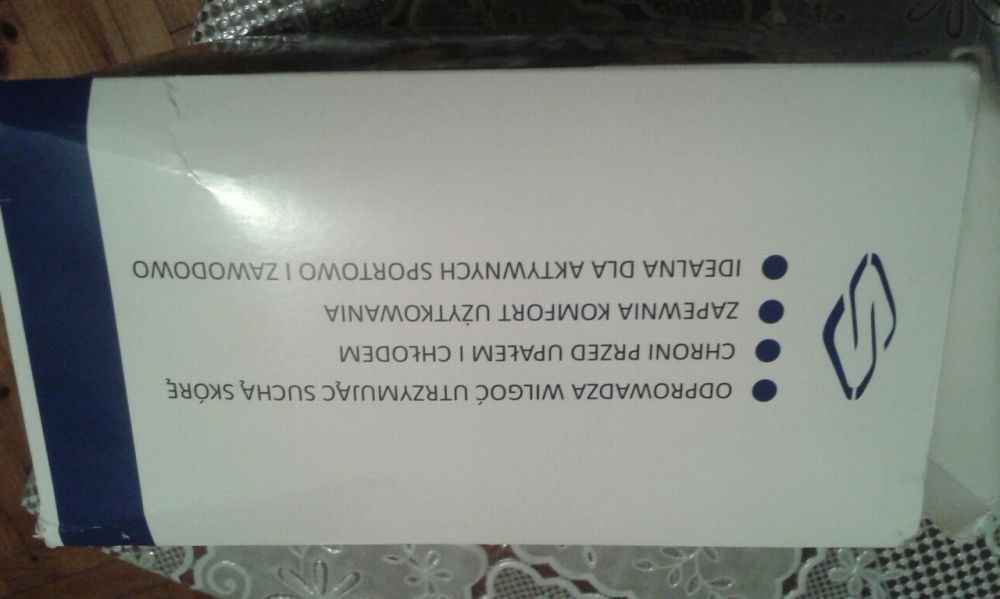 ODPROWADZA WILGOĆ UTRZYMUJĄC SUCHĄ SKÓRĘ
CHRONI PRZED UPAŁEM I CHŁODEM
ZAPEWNIA KOMFORT UŻYTKOWANIA
IDEALNA DLA AKTYWNYCH SPORTOWO I ZAWODOWO